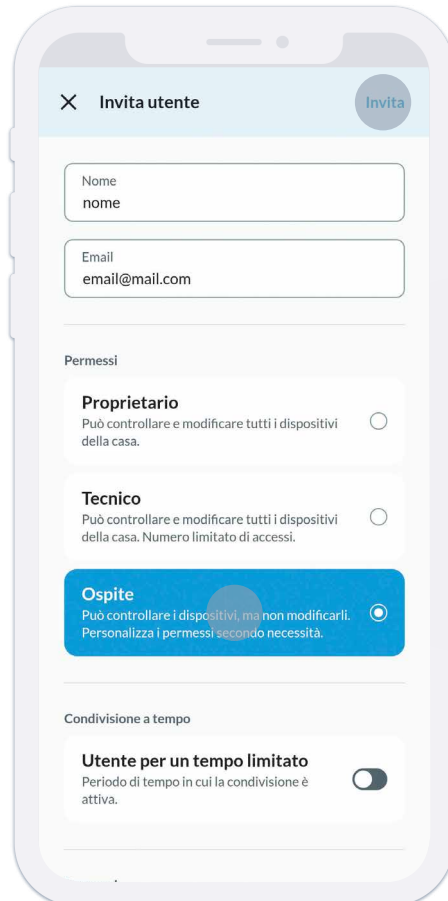 Invita utente
Invita
Nome
nome
Email
email@mail.com
Permessi
Proprietario
Può controllare e modificare tutti i dispositivi
della casa.
Tecnico
Può controllare e modificare tutti i dispositivi
della casa. Numero limitato di accessi.
Ospite
Può controllare i dispositivi, ma non modificarli.
Personalizza i permessi secondo necessità.
Condivisione a tempo
Utente per un tempo limitato
Periodo di tempo in cui la condivisione è
attiva.